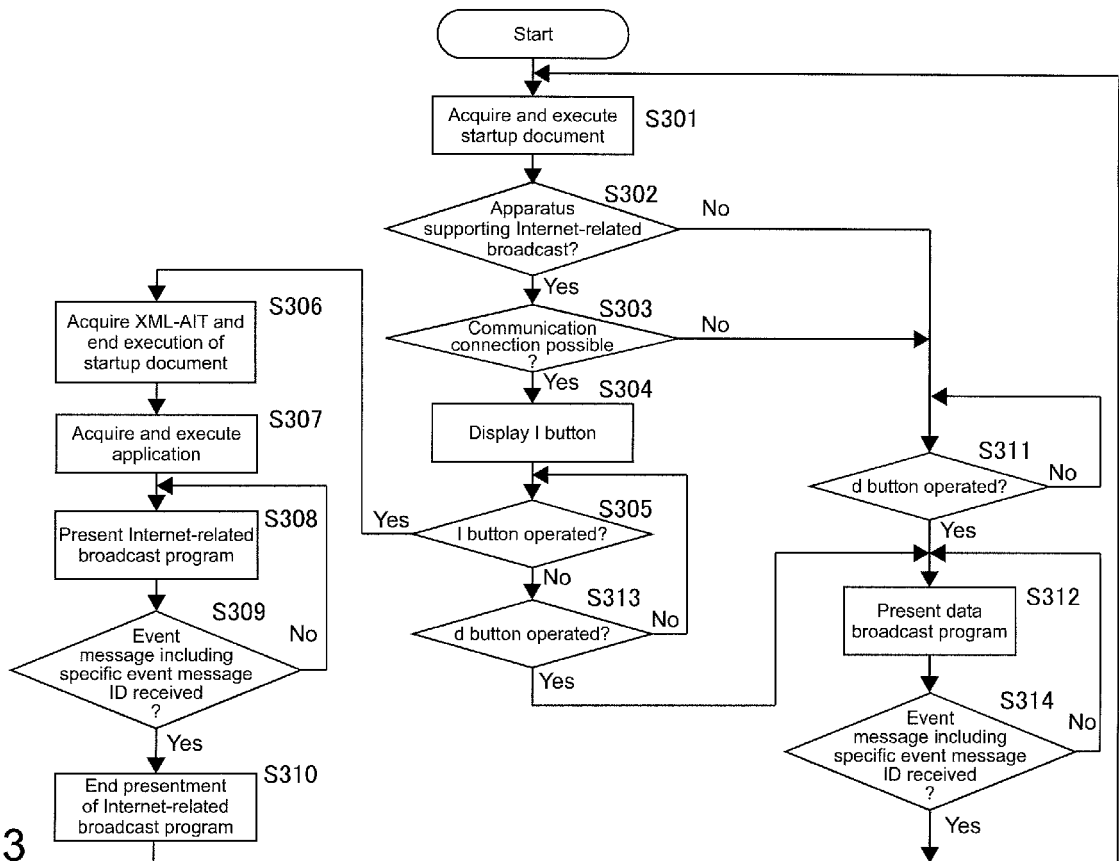 Start
Acquire and execute
startup document
S301
S302
Apparatus
supporting Internet-related
broadcast?
No
Yes
S303
Communication
connection possible
?
No
Yes
S304
Display I button
S305
I button operated?
Yes
No
S313
d button operated?
No
Yes
S306
Acquire XML-AIT and
end execution of
startup document
S307
Acquire and execute
application
S308
Present Internet-related
broadcast program
S309
Event
message including
specific event message
ID received
?
No
Yes
S310
End presentment
of Internet-related
broadcast program
S311
d button operated?
No
Yes
S312
Present data
broadcast program
S314
Event
message including
specific event message
ID received
?
No
Yes
3